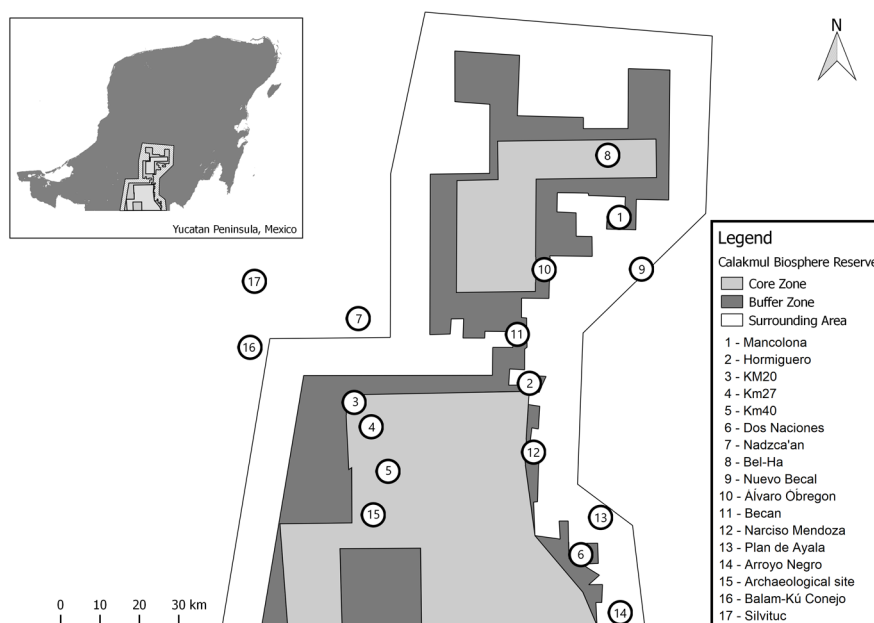 N
Yucatan Peninsula, Mexico
8
1
17
10
9
7
11
16
2
3
4
12
5
15
13
6
14
0 10 20 30 km
Legend
Calakmul Biosphere Reserve
Core Zone
Buffer Zone
Surrounding Area
1 - Mancolona
2 - Hormiguero
3 - KM20
4 - Km27
5 - Km40
6 - Dos Naciones
7 - Nadzca'an
8 - Bel-Ha
9 - Nuevo Becal
10 - Álvaro Obregon
11 - Becan
12 - Narciso Mendoza
13 - Plan de Ayala
14 - Arroyo Negro
15 - Archaeological site
16 - Balam-Kú Conejo
17 - Silvituc